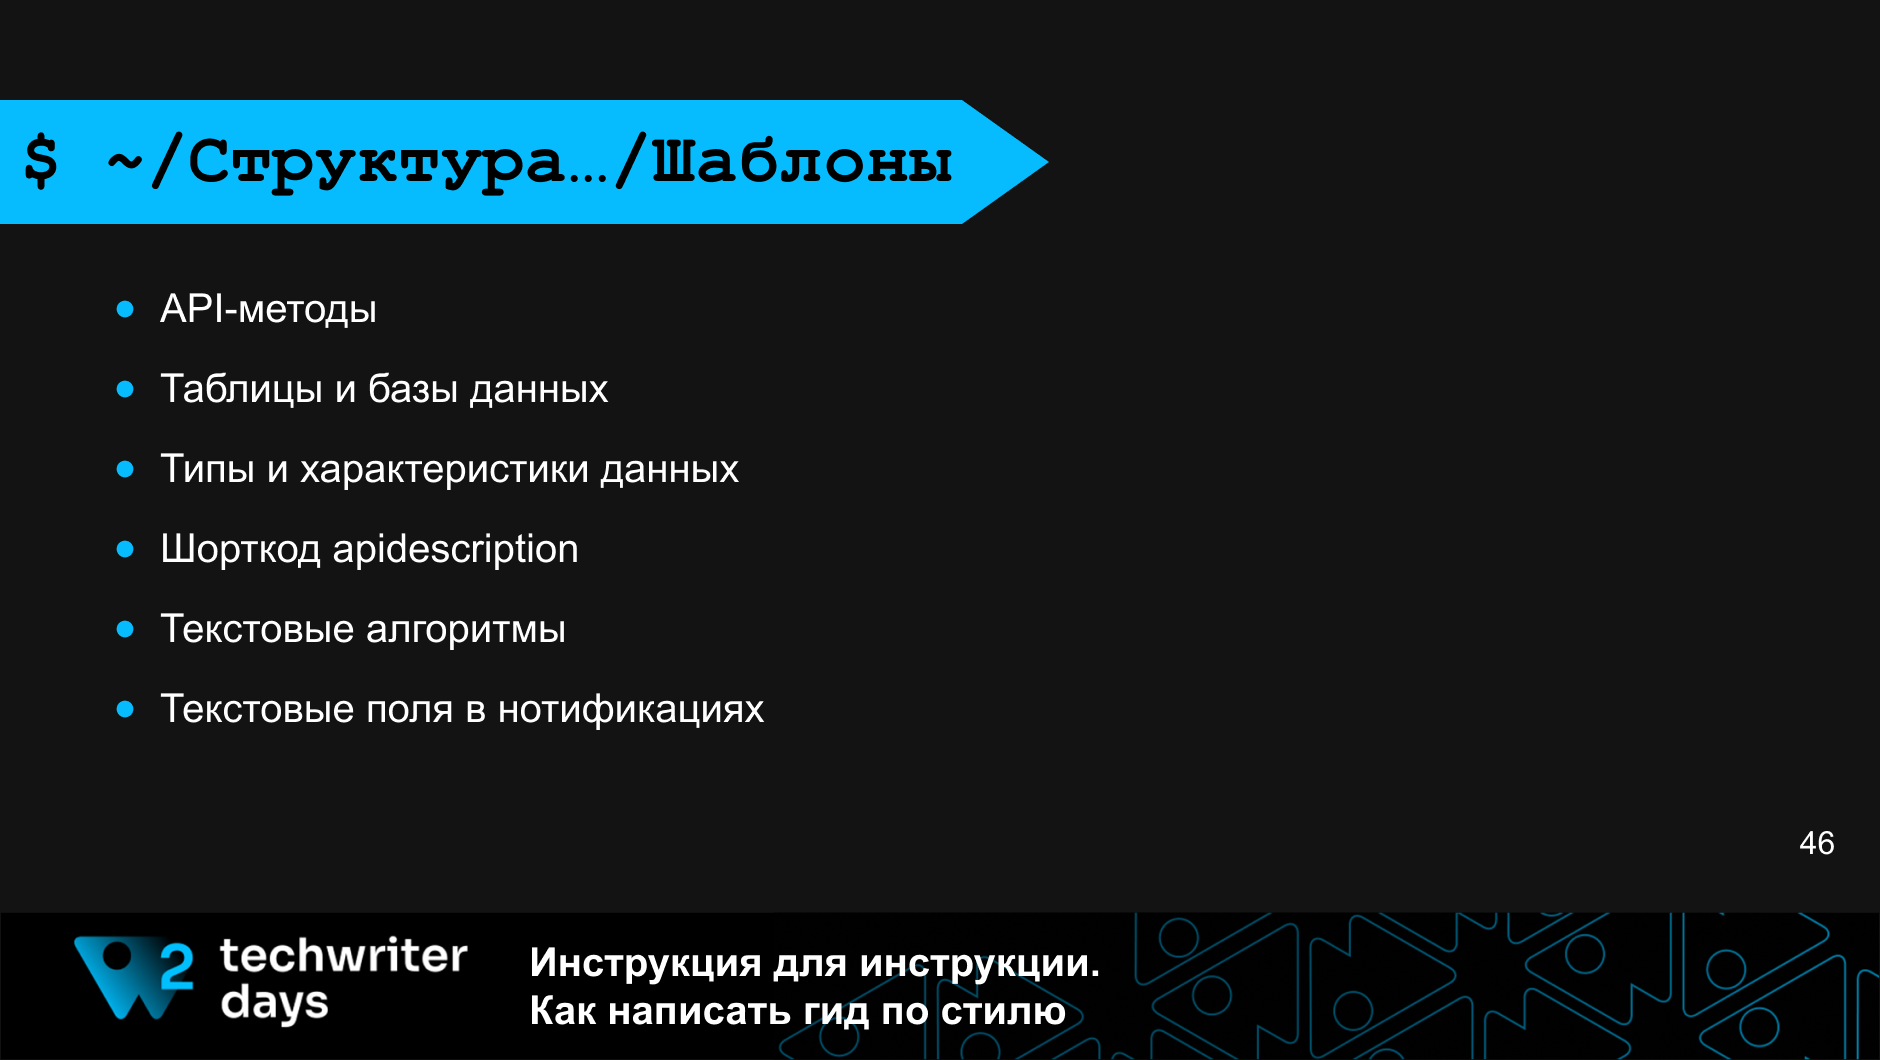 $ ~/Структура…/Шаблоны
API-методы
Таблицы и базы данных
Типы и характеристики данных
Шорткод apidescription
Текстовые алгоритмы
Текстовые поля в нотификациях
46
2 techwriter
days
Инструкция для инструкции.
Как написать гид по стилю